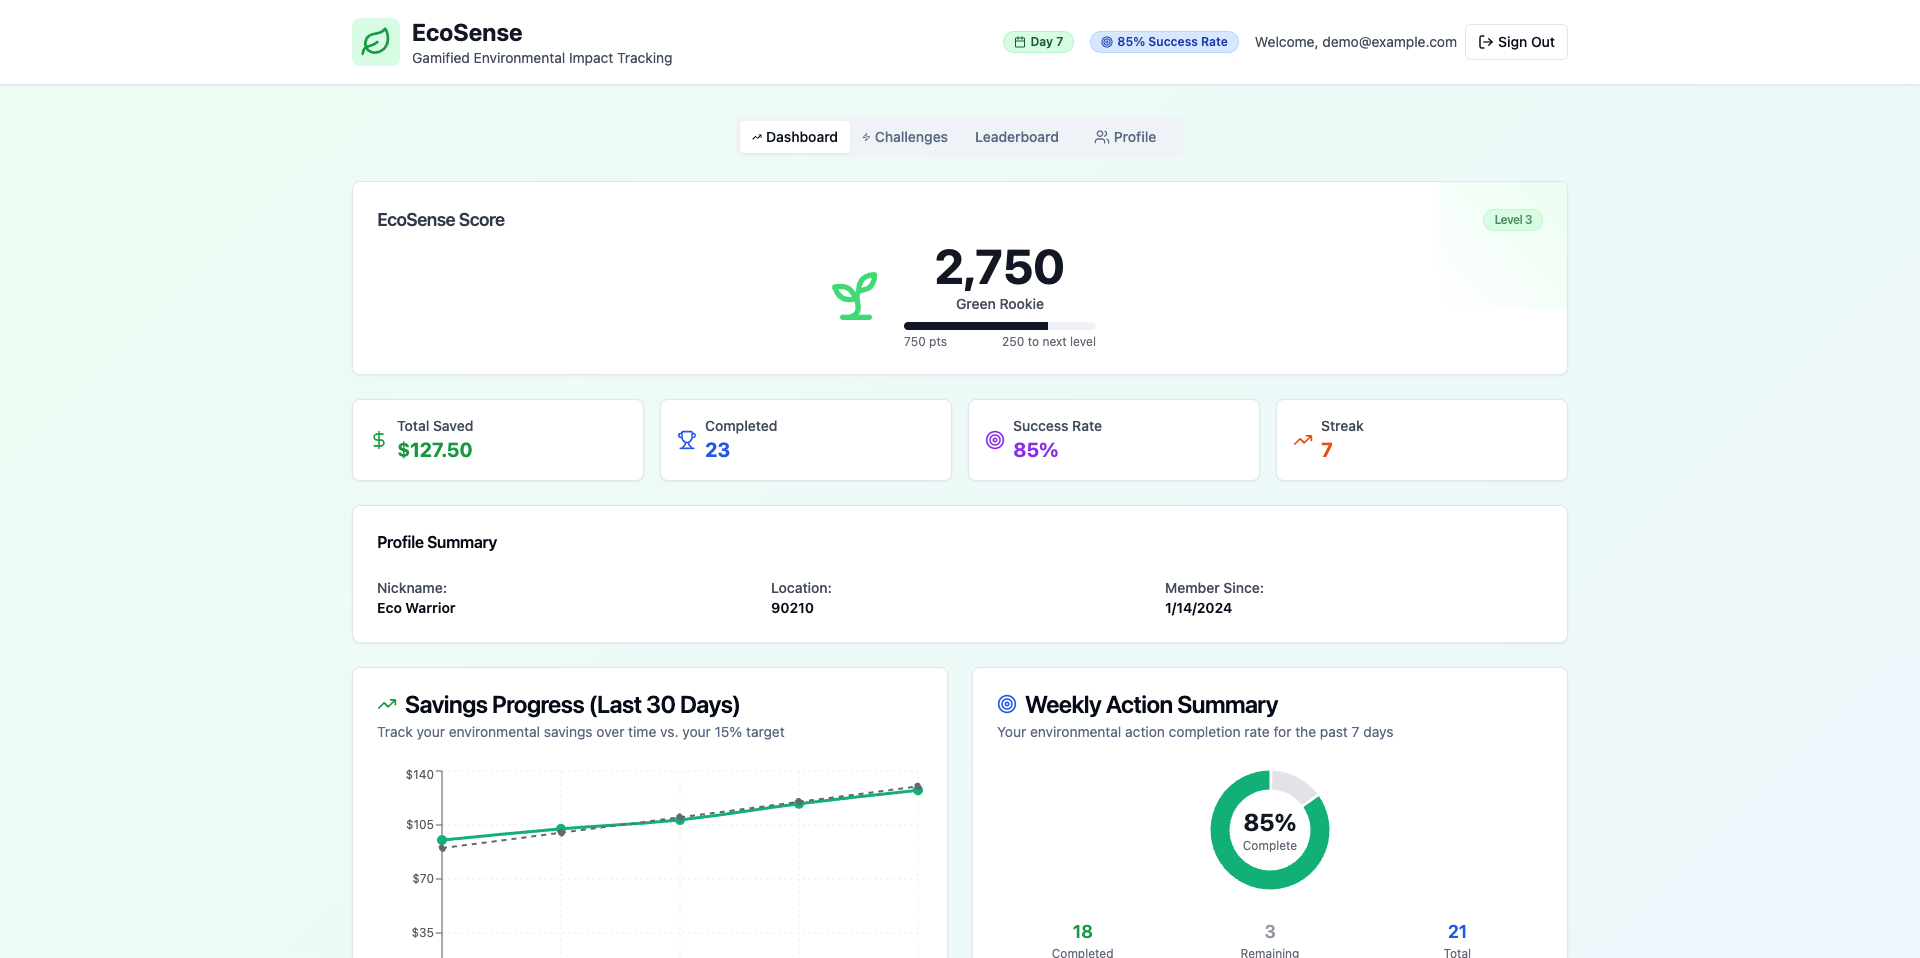 EcoSense
Gamified Environmental Impact Tracking
Day 7
85% Success Rate
Welcome, demo@example.com
Sign Out
Dashboard
Challenges
Leaderboard
Profile
EcoSense Score
Level 3
2,750
Green Rookie
750 pts
250 to next level
Total Saved
$127.50
Completed
23
Success Rate
85%
Streak
7
Profile Summary
Nickname:
Eco Warrior
Location:
90210
Member Since:
1/14/2024
Savings Progress (Last 30 Days)
Track your environmental savings over time vs. your 15% target
$140
$105
$70
$35
Weekly Action Summary
Your environmental action completion rate for the past 7 days
85%
Complete
18
Completed
3
Remaining
21
Total